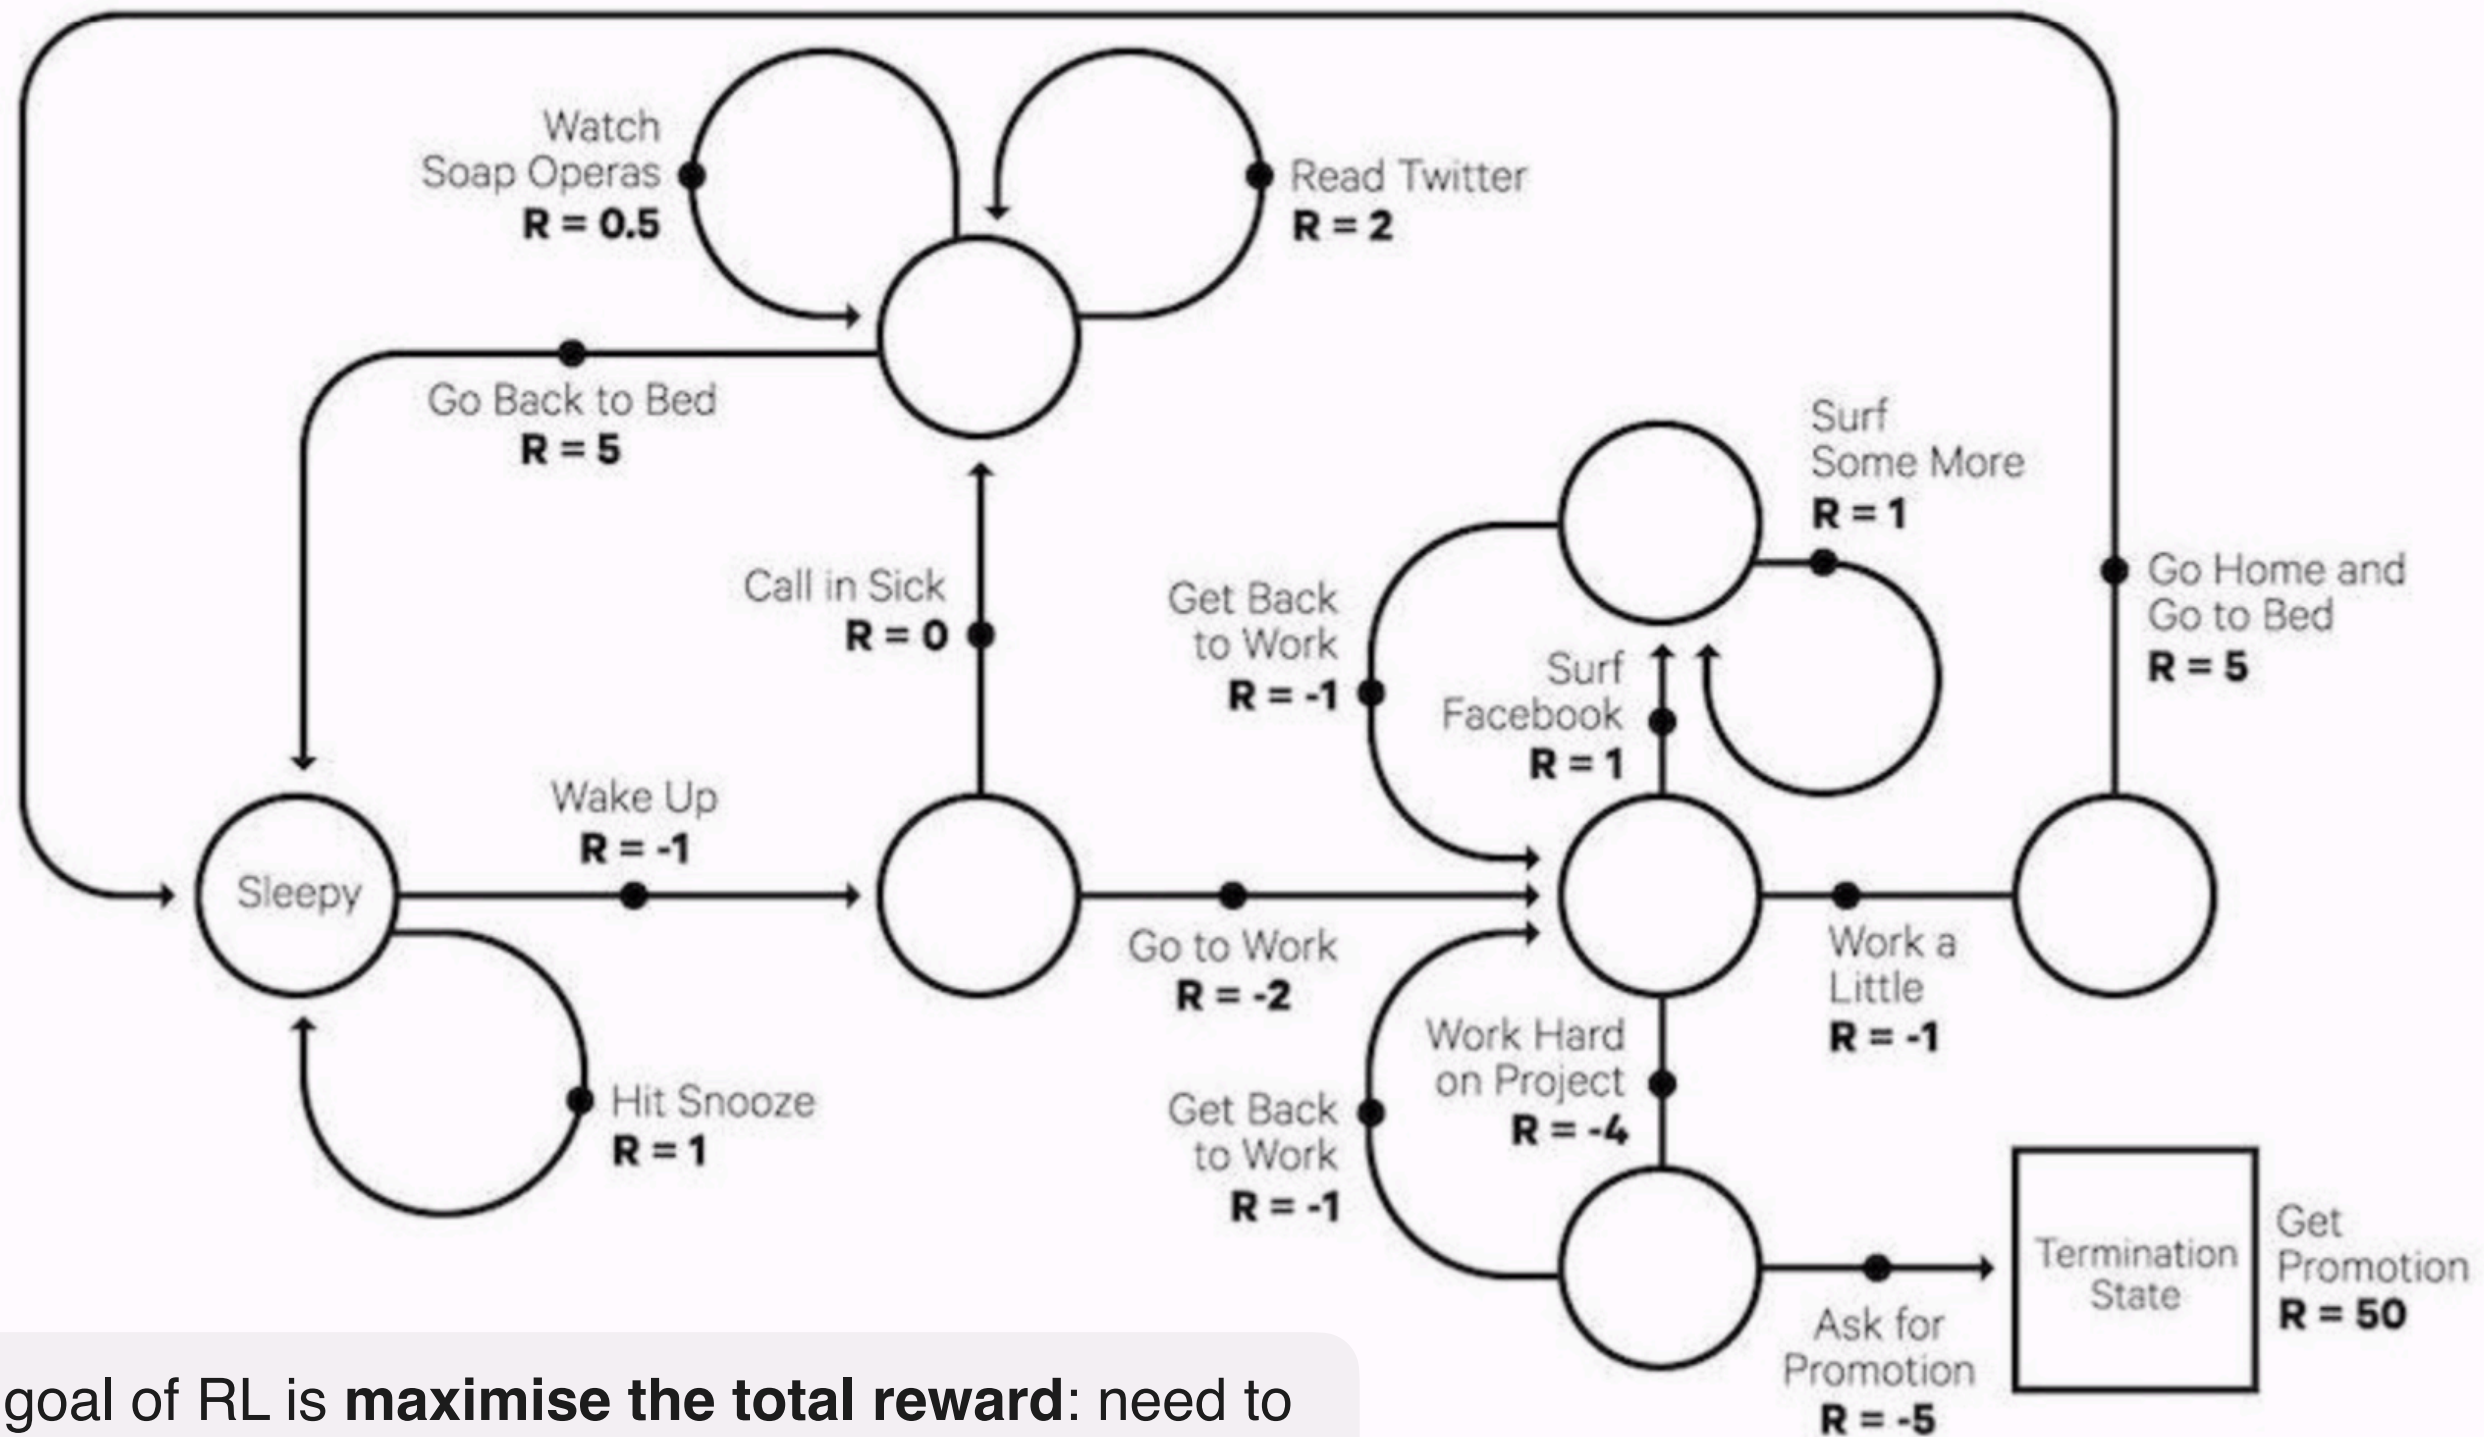 Watch
Soap Operas
R = 0.5
Read Twitter
R = 2
Go Back to Bed
R = 5
Surf
Some More
R = 1
Call in Sick
R = 0
Get Back
to Work
R = -1
Surf
Facebook
R = 1
Go Home and
Go to Bed
R = 5
Wake Up
R = -1
Sleepy
Go to Work
R = -2
Work a
Little
R = -1
Hit Snooze
R = 1
Work Hard
on Project
R = -4
Get Back
to Work
R = -1
Termination
State
Get
Promotion
R = 50
Ask for
Promotion
R = -5
goal of RL is maximise the total reward: need to